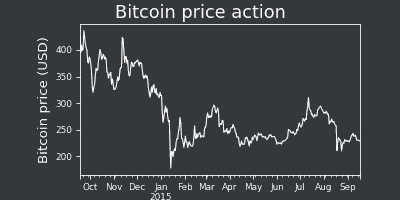 Bitcoin price action
Bitcoin price (USD)
400
350
300
250
200
Oct Nov Dec Jan Feb Mar Apr May Jun Jul Aug Sep
2015